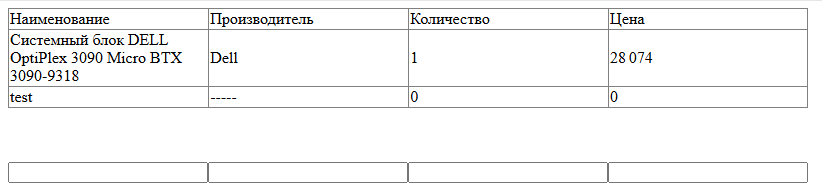 Наименование Производитель Количество Цена
Системный блок DELL
OptiPlex 3090 Micro BTX Dell 1 28 074
3090-9318
test ----- 0 0